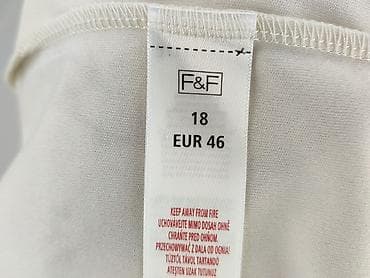 F&F
18
EUR 46
KEEP AWAY FROM FIRE
UCHOVÁVEJTE MIMO DOSAH OHNĚ
CHRÁŇTE PRED OHŇOM.
PRZECHOWYWAĆ Z DALA OD OGNIA!
TŰZTŐL TÁVOL TARTANDÓ
ATEŞTEN UZAK TUTUNUZ